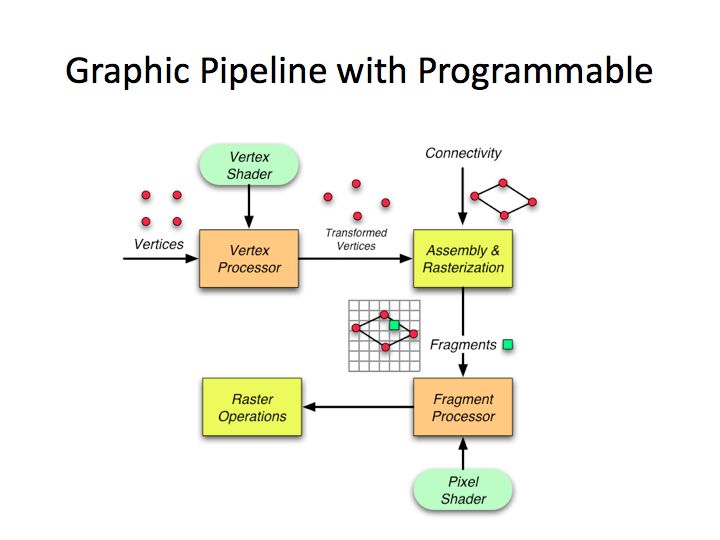 Graphic Pipeline with Programmable
Vertex
Shader
Connectivity
Vertices
Transformed
Vertices
Vertex
Processor
Assembly &
Rasterization
Fragments
Raster
Operations
Fragment
Processor
Pixel
Shader